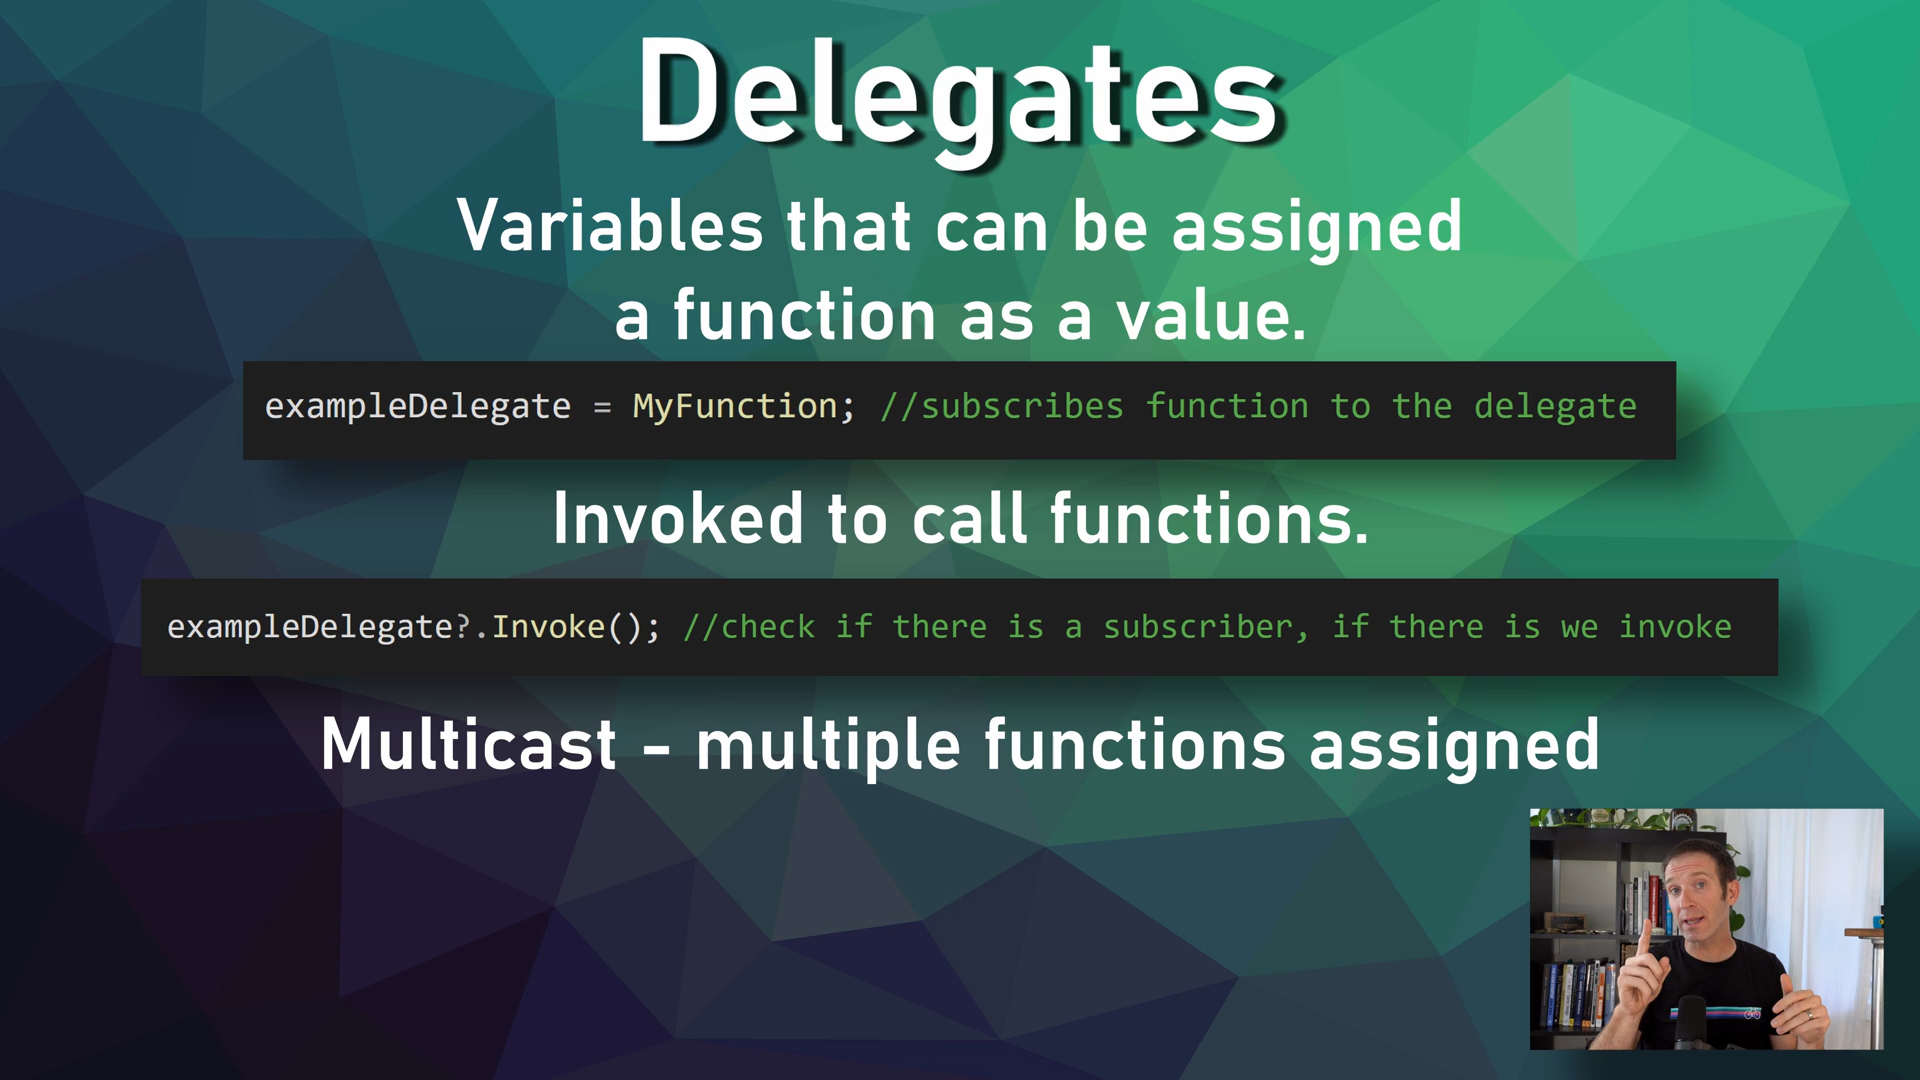 Delegates
Variables that can be assigned
a function as a value.
exampleDelegate = MyFunction; //subscribes function to the delegate
Invoked to call functions.
exampleDelegate?.Invoke(); //check if there is a subscriber, if there is we invoke
Multicast - multiple functions assigned